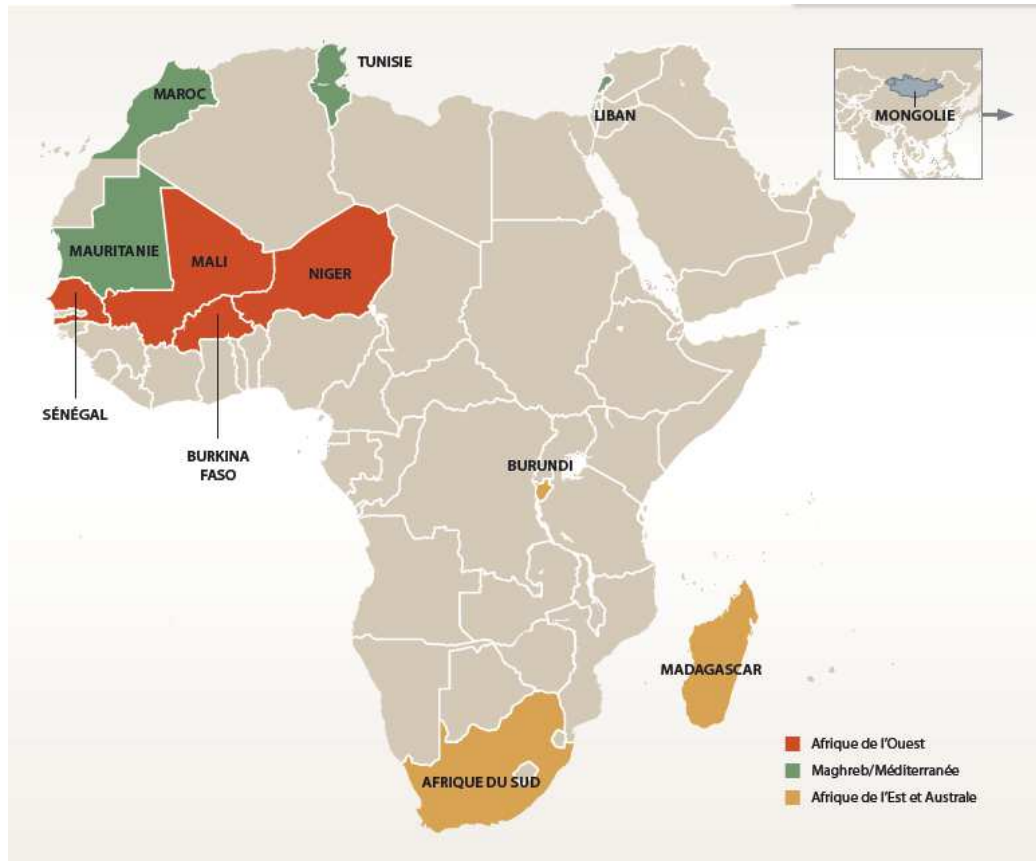 TUNISIE
MAROC
LIBAN
MONGOLIE
MAURITANIE
MALI
NIGER
SÉNÉGAL
BURKINA
FASO
BURUNDI
MADAGASCAR
AFRIQUE DU SUD
Afrique de l'Ouest
Maghreb/Méditerranée
Afrique de l'Est et Australe